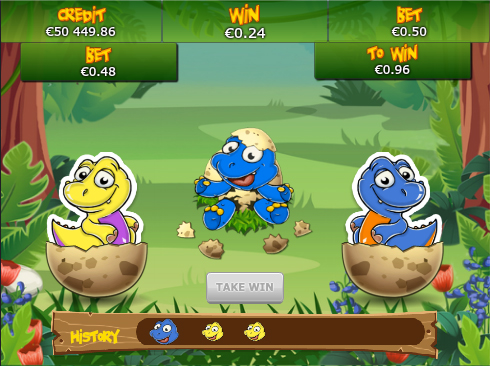 CREDIT
€50 449.86
WIN
€0.24
BET
€0.50
BET
€0.48
TO WIN
€0.96
TAKE WIN
HISTORY